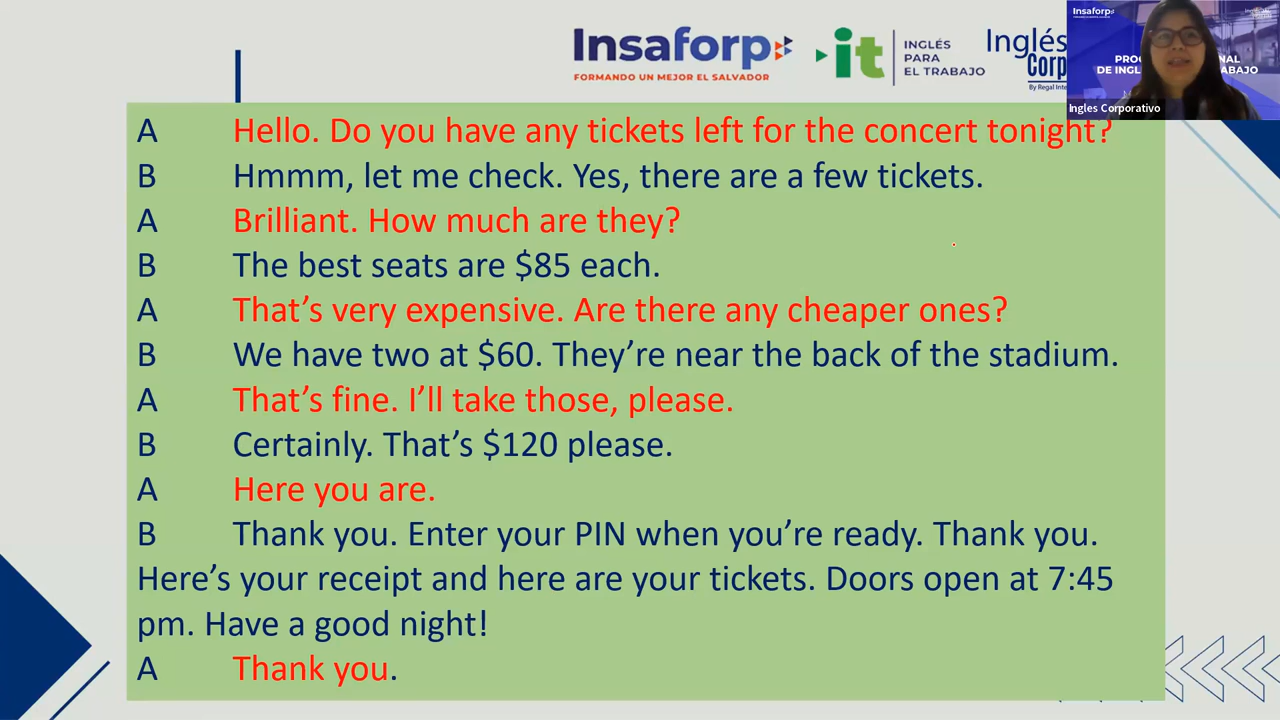 Insaforp
FORMANDO UN MEJOR EL SALVADOR
it
INGLÉS
PARA
EL TRABAJO
Inglés
Corp
By Regal
Insaforp
Ingles Corporativo
A Hello. Do you have any tickets left for the concert tonight?
B Hmmm, let me check. Yes, there are a few tickets.
A Brilliant. How much are they?
B The best seats are $85 each.
A That’s very expensive. Are there any cheaper ones?
B We have two at $60. They’re near the back of the stadium.
A That’s fine. I’ll take those, please.
B Certainly. That’s $120 please.
A Here you are.
B Thank you. Enter your PIN when you’re ready. Thank you.
Here’s your receipt and here are your tickets. Doors open at 7:45
pm. Have a good night!
A Thank you.